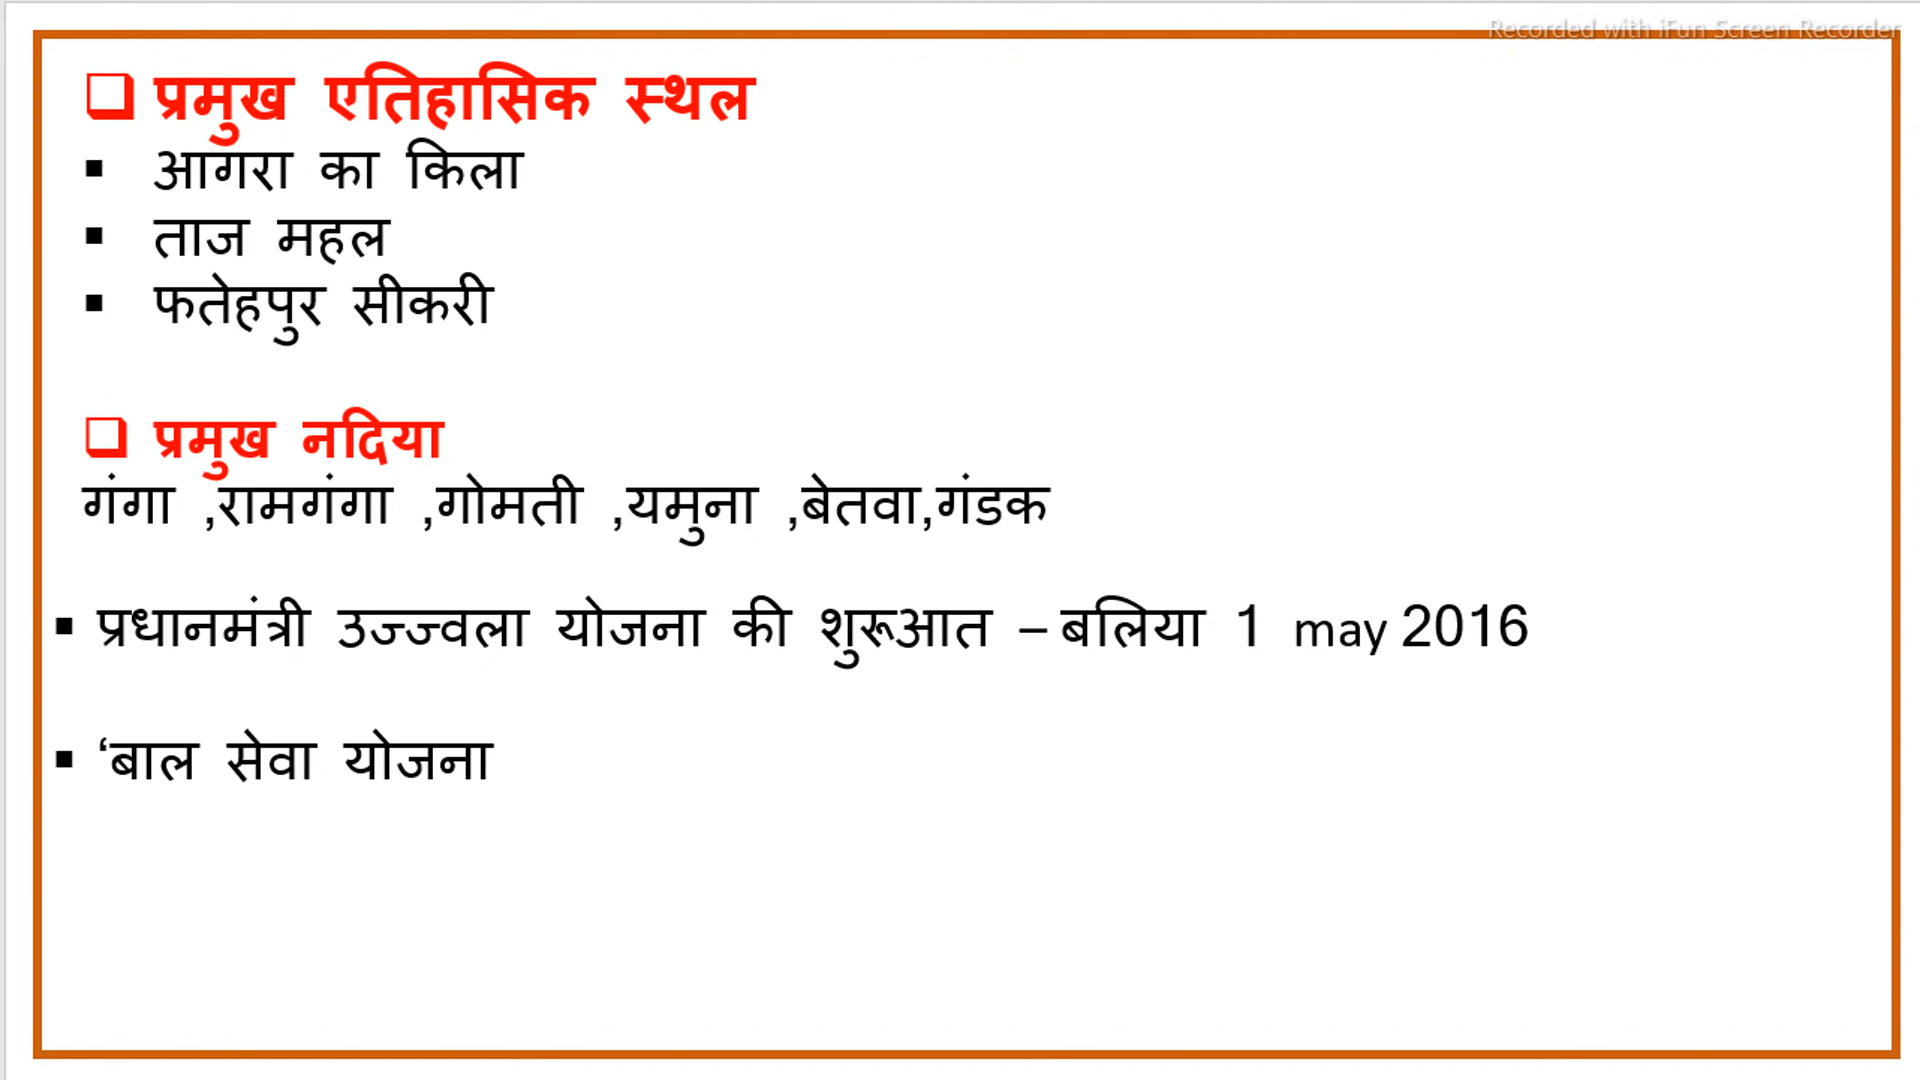 Recorded with iFun Screen Recorder
प्रमुख एतिहासिक स्थल
आगरा का किला
ताज महल
फतेहपुर सीकरी
प्रमुख नदिया
गंगा ,रामगंगा ,गोमती ,यमुना ,बेतवा,गंडक
प्रधानमंत्री उज्ज्वला योजना की शुरूआत – बलिया 1 may 2016
‘बाल सेवा योजना